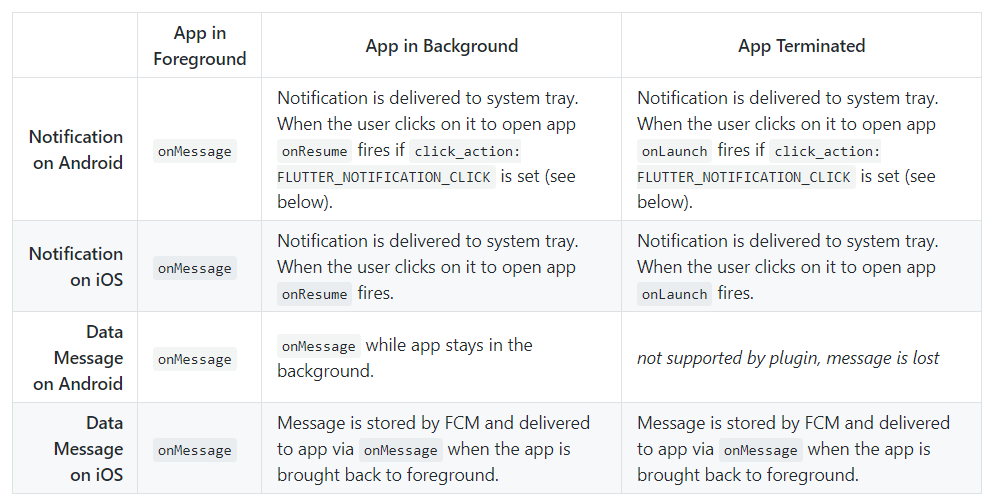 App in
Foreground
App in Background
App Terminated
Notification
on Android
onMessage
Notification is delivered to system tray.
When the user clicks on it to open app
onResume fires if click_action:
FLUTTER_NOTIFICATION_CLICK is set (see
below).
Notification is delivered to system tray.
When the user clicks on it to open app
onLaunch fires if click_action:
FLUTTER_NOTIFICATION_CLICK is set (see
below).
Notification
on iOS
onMessage
Notification is delivered to system tray.
When the user clicks on it to open app
onResume fires.
Notification is delivered to system tray.
When the user clicks on it to open app
onLaunch fires.
Data
Message
on Android
onMessage
onMessage while app stays in the
background.
not supported by plugin, message is lost
Data
Message
on iOS
onMessage
Message is stored by FCM and delivered
to app via onMessage when the app is
brought back to foreground.
Message is stored by FCM and delivered
to app via onMessage when the app is
brought back to foreground.